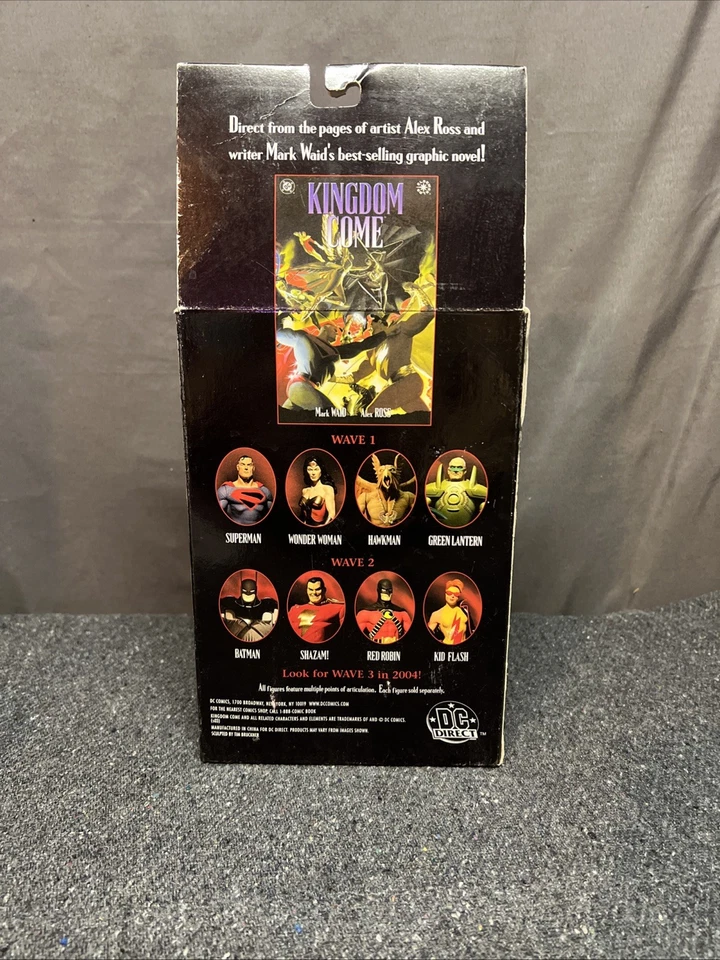 Direct from the pages of artist Alex Ross and
writer Mark Waid's best-selling graphic novel!
DC
KINGDOM
COME
Mark WAID Alex ROSS
WAVE 1
SUPERMAN WONDER WOMAN HAWKMAN GREEN LANTERN
WAVE 2
BATMAN SHAZAM! RED ROBIN KID FLASH
Look for WAVE 3 in 2004!
All figures feature multiple points of articulation. Each figure sold separately.
DC COMICS, 1700 BROADWAY, NEW YORK, NY 10019 WWW.DCCOMICS.COM
FOR THE NEAREST COMICS SHOP, CALL 1-888-COMIC BOOK
KINGDOM COME AND ALL RELATED CHARACTERS AND ELEMENTS ARE TRADEMARKS OF AND © DC COMICS.
MANUFACTURED IN CHINA FOR DC DIRECT. PRODUCTS MAY VARY FROM IMAGES SHOWN.
SCULPTED BY TIM BRUCKNER
DC
DIRECT™